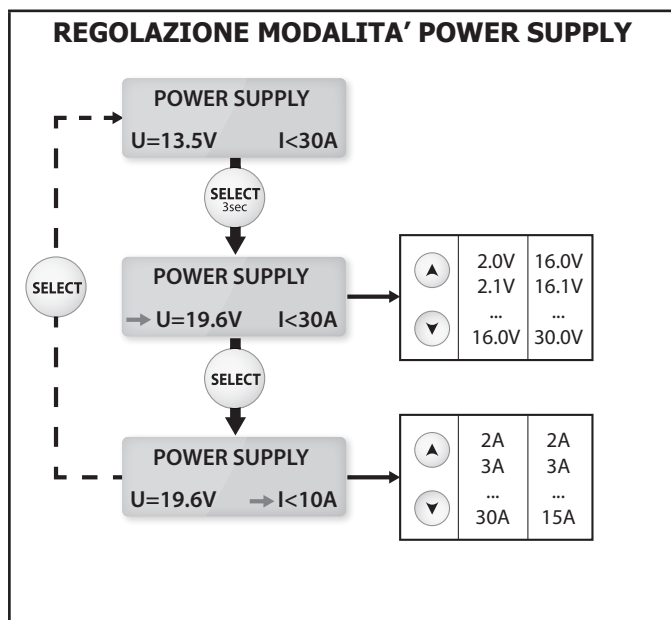 REGOLAZIONE MODALITA’ POWER SUPPLY
POWER SUPPLY
U=13.5V I<30A
SELECT
3sec
SELECT
POWER SUPPLY
U=19.6V I<30A
2.0V 16.0V
2.1V 16.1V
... ...
16.0V 30.0V
SELECT
POWER SUPPLY
U=19.6V I<10A
2A 2A
3A 3A
... ...
30A 15A